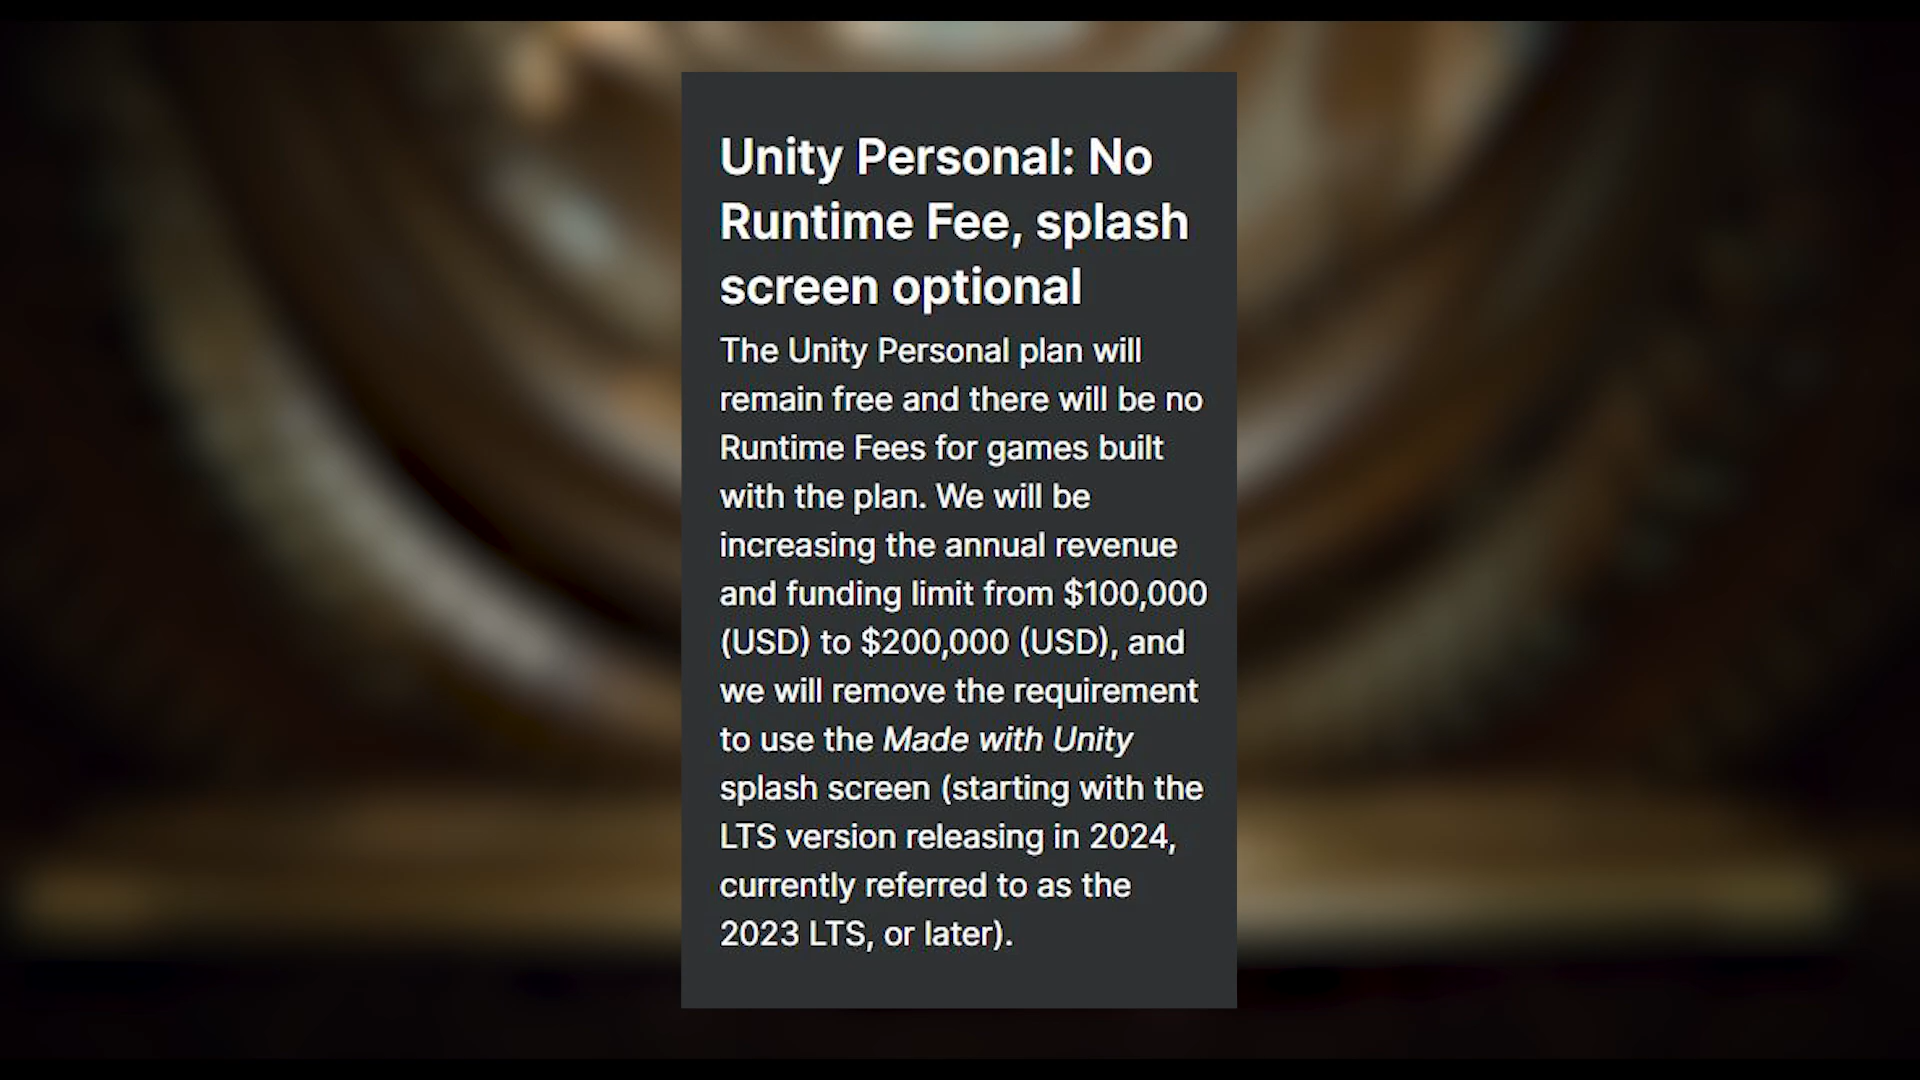 Unity Personal: No
Runtime Fee, splash
screen optional
The Unity Personal plan will
remain free and there will be no
Runtime Fees for games built
with the plan. We will be
increasing the annual revenue
and funding limit from $100,000
(USD) to $200,000 (USD), and
we will remove the requirement
to use the Made with Unity
splash screen (starting with the
LTS version releasing in 2024,
currently referred to as the
2023 LTS, or later).